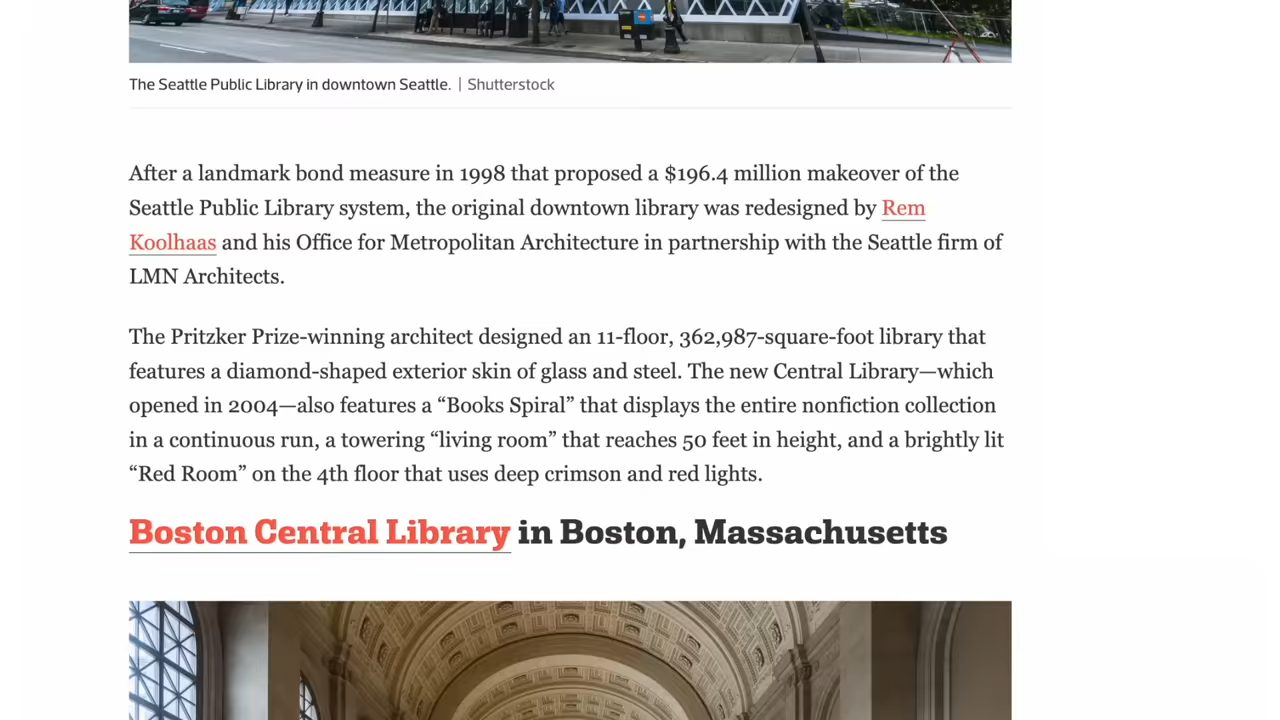 The Seattle Public Library in downtown Seattle. | Shutterstock
After a landmark bond measure in 1998 that proposed a $196.4 million makeover of the
Seattle Public Library system, the original downtown library was redesigned by Rem
Koolhaas and his Office for Metropolitan Architecture in partnership with the Seattle firm of
LMN Architects.
The Pritzker Prize-winning architect designed an 11-floor, 362,987-square-foot library that
features a diamond-shaped exterior skin of glass and steel. The new Central Library—which
opened in 2004—also features a “Books Spiral” that displays the entire nonfiction collection
in a continuous run, a towering “living room” that reaches 50 feet in height, and a brightly lit
“Red Room” on the 4th floor that uses deep crimson and red lights.
Boston Central Library in Boston, Massachusetts